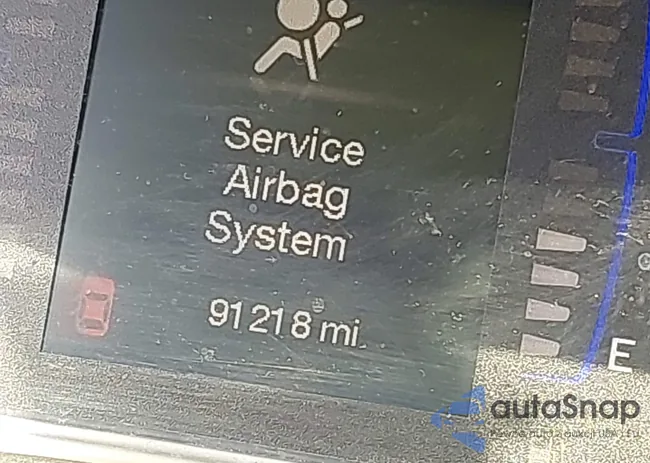 Service
Airbag
System
91218 mi
E
autoSnap